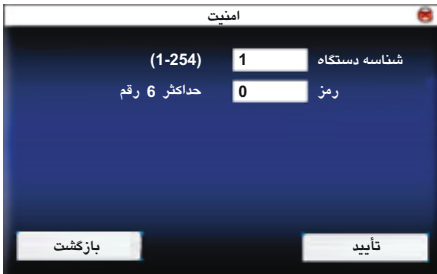 امنیت
شناسه دستگاه 1 (1-254)
رمز 0 حداکثر 6 رقم
تأیید بازگشت